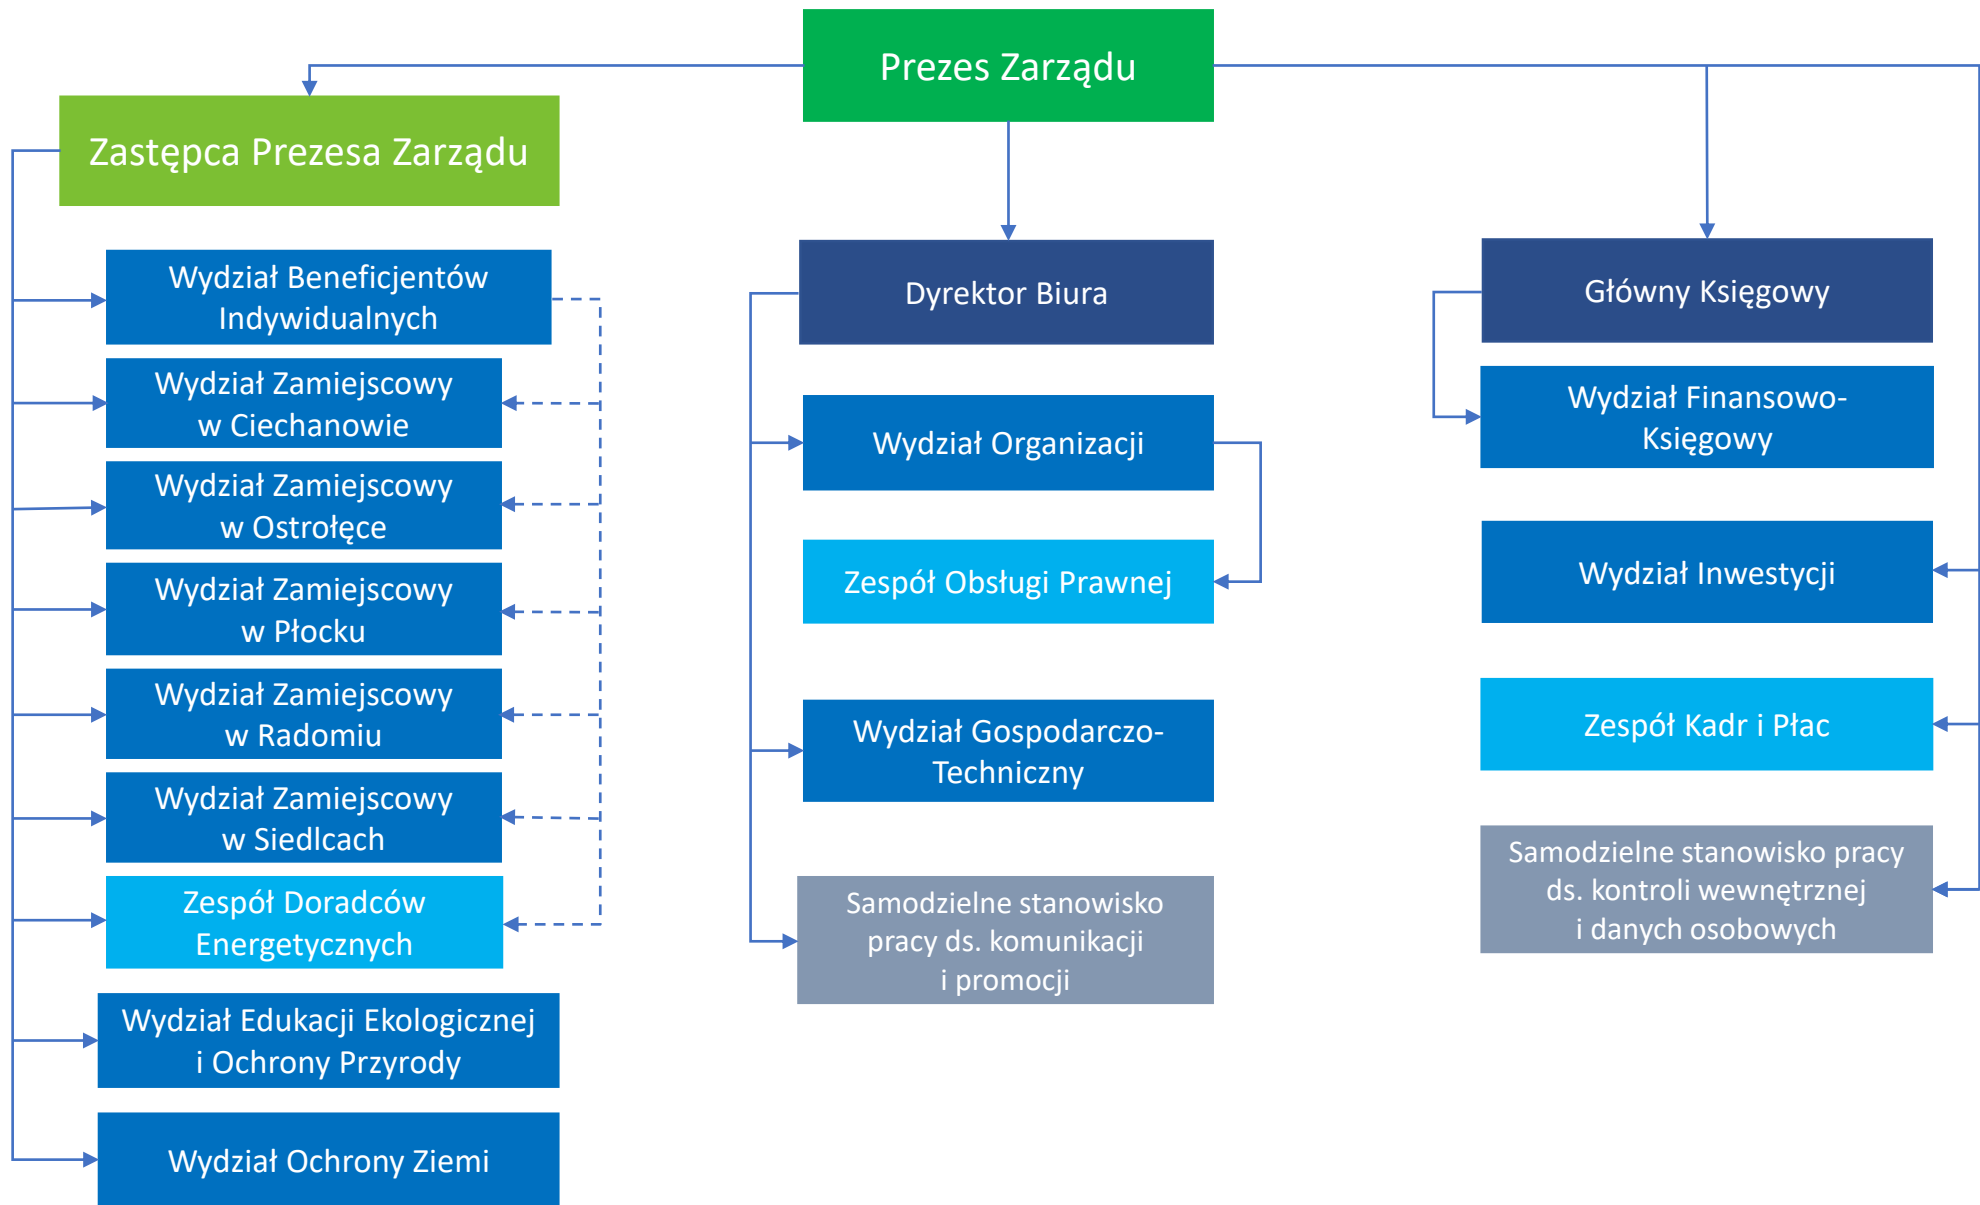 Prezes Zarządu
Zastępca Prezesa Zarządu
Wydział Beneficjentów
Indywidualnych
Wydział Zamiejscowy
w Ciechanowie
Wydział Zamiejscowy
w Ostrołęce
Wydział Zamiejscowy
w Płocku
Wydział Zamiejscowy
w Radomiu
Wydział Zamiejscowy
w Siedlcach
Zespół Doradców
Energetycznych
Wydział Edukacji Ekologicznej
i Ochrony Przyrody
Wydział Ochrony Ziemi
Dyrektor Biura
Wydział Organizacji
Zespół Obsługi Prawnej
Wydział Gospodarczo-
Techniczny
Samodzielne stanowisko
pracy ds. komunikacji
i promocji
Główny Księgowy
Wydział Finansowo-
Księgowy
Wydział Inwestycji
Zespół Kadr i Płac
Samodzielne stanowisko pracy
ds. kontroli wewnętrznej
i danych osobowych